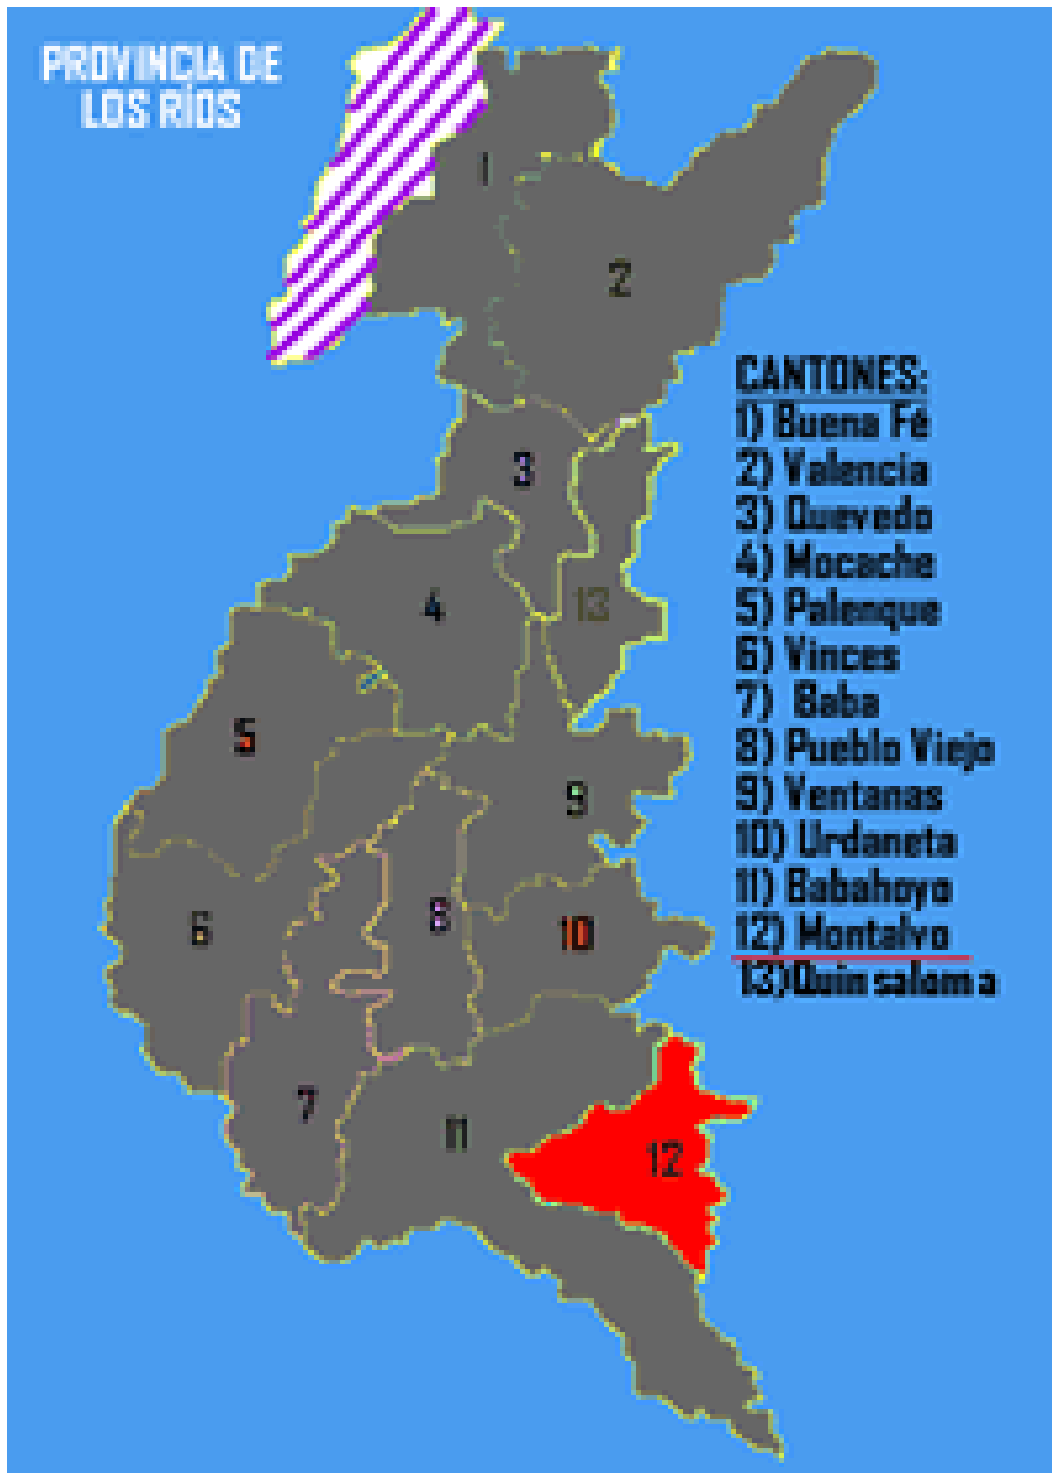 PROVINCIA DE
LOS RÍOS
1
2
CANTONES:
1) Buena Fé
2) Valencia
3) Quevedo
4) Mocache
5) Palenque
6) Vinces
7) Baba
8) Pueblo Viejo
9) Ventanas
10) Urdaneta
11) Babahoyo
12) Montalvo
13)Quinsaloma
3
4
13
5
9
8
6
10
7
11
12